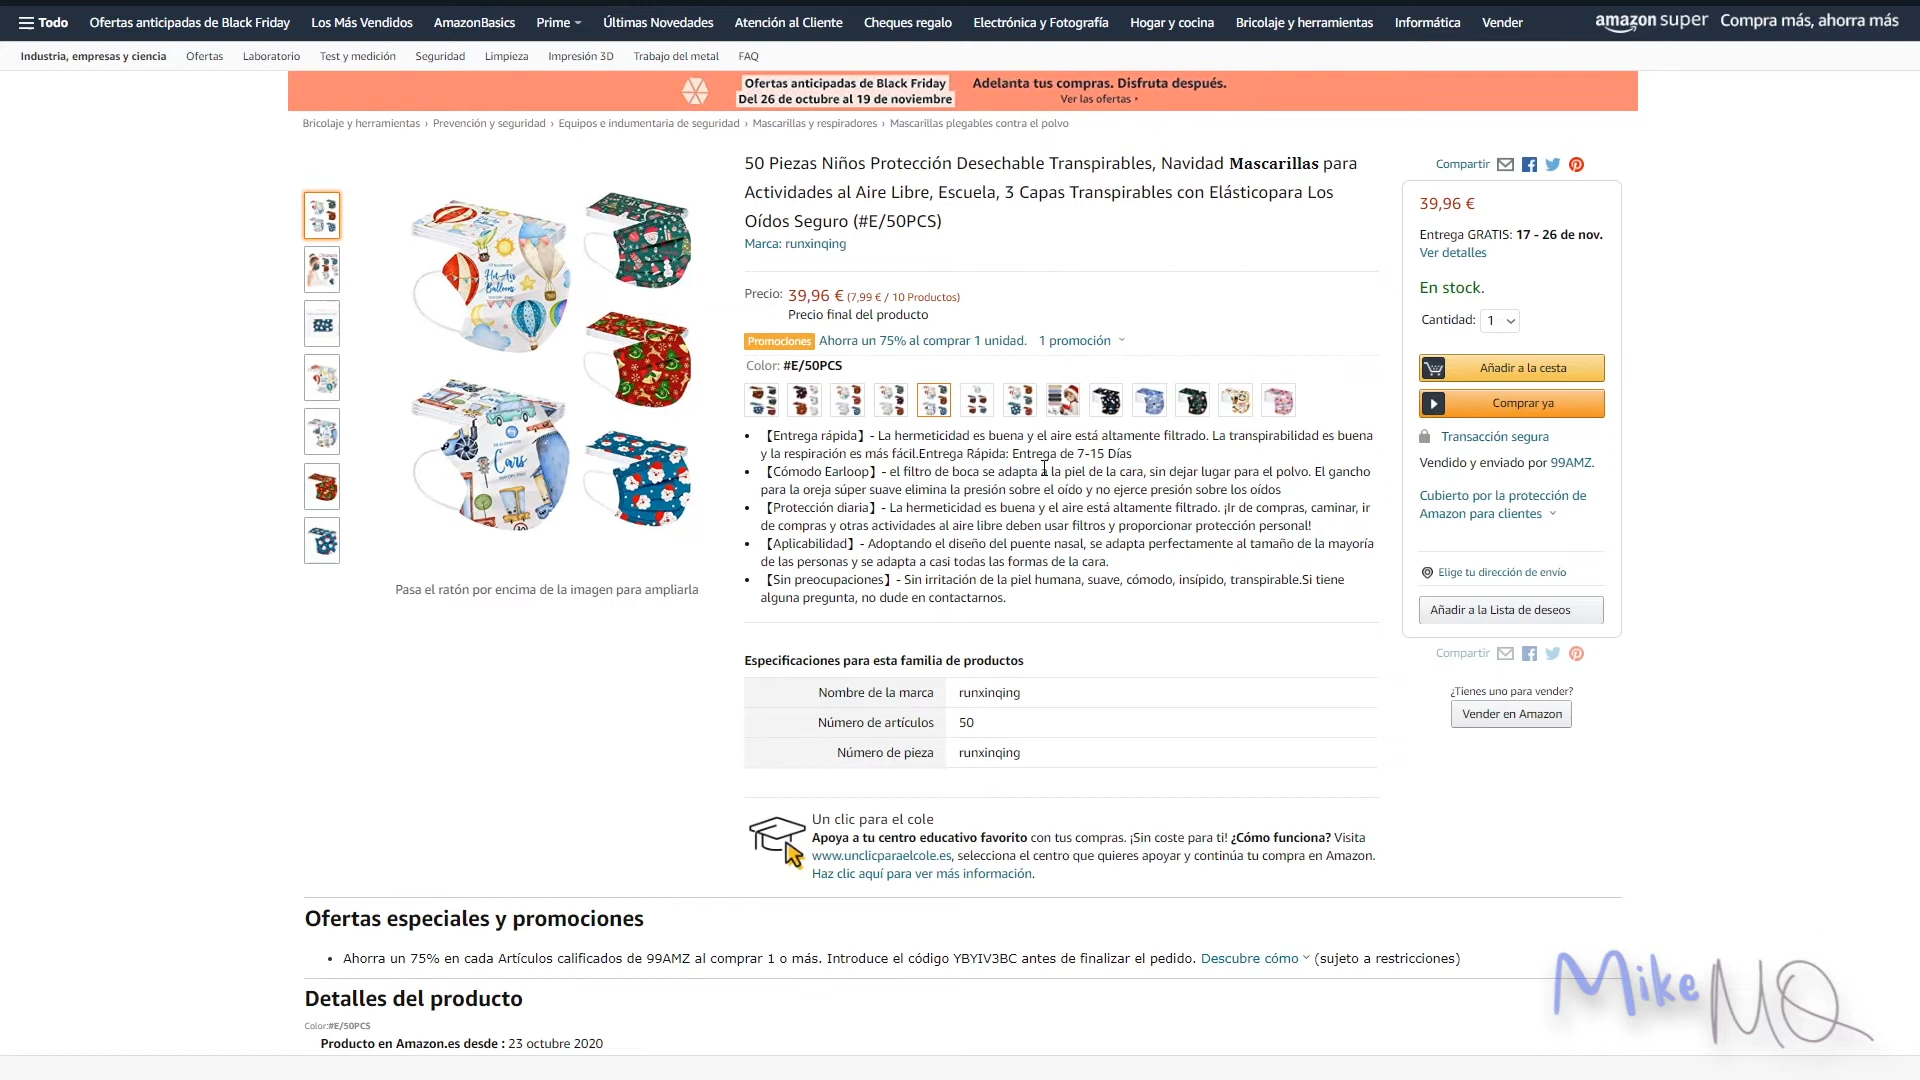 Todo
Ofertas anticipadas de Black Friday
Los Más Vendidos
AmazonBasics
Prime
Últimas Novedades
Atención al Cliente
Cheques regalo
Electrónica y Fotografía
Hogar y cocina
Bricolaje y herramientas
Informática
Vender
amazon super Compra más, ahorra más
Industria, empresas y ciencia
Ofertas
Laboratorio
Test y medición
Seguridad
Limpieza
Impresión 3D
Trabajo del metal
FAQ
Ofertas anticipadas de Black Friday
Del 26 de octubre al 19 de noviembre
Adelanta tus compras. Disfruta después.
Ver las ofertas
Bricolaje y herramientas › Prevención y seguridad › Equipos e indumentaria de seguridad › Mascarillas y respiradores › Mascarillas plegables contra el polvo
50 Piezas Niños Protección Desechable Transpirables, Navidad Mascarillas para
Actividades al Aire Libre, Escuela, 3 Capas Transpirables con Elásticopara Los
Oídos Seguro (#E/50PCS)
Marca: runxinqing
Precio: 39,96 € (7,99 € / 10 Productos)
Precio final del producto
Promociones Ahorra un 75% al comprar 1 unidad. 1 promoción
Color: #E/50PCS
• 【Entrega rápida】- La hermeticidad es buena y el aire está altamente filtrado. La transpirabilidad es buena
y la respiración es más fácil.Entrega Rápida: Entrega de 7-15 Días
• 【Cómodo Earloop】- el filtro de boca se adapta a la piel de la cara, sin dejar lugar para el polvo. El gancho
para la oreja súper suave elimina la presión sobre el oído y no ejerce presión sobre los oídos
• 【Protección diaria】- La hermeticidad es buena y el aire está altamente filtrado. ¡Ir de compras, caminar, ir
de compras y otras actividades al aire libre deben usar filtros y proporcionar protección personal!
• 【Aplicabilidad】- Adoptando el diseño del puente nasal, se adapta perfectamente al tamaño de la mayoría
de las personas y se adapta a casi todas las formas de la cara.
• 【Sin preocupaciones】- Sin irritación de la piel humana, suave, cómodo, insípido, transpirable.Si tiene
alguna pregunta, no dude en contactarnos.
Hot Air
Balloons
Cars
Pasa el ratón por encima de la imagen para ampliarla
Especificaciones para esta familia de productos
Nombre de la marca runxinqing
Número de artículos 50
Número de pieza runxinqing
Un clic para el cole
Apoya a tu centro educativo favorito con tus compras. ¡Sin coste para ti! ¿Cómo funciona? Visita
www.unclicparaelcole.es, selecciona el centro que quieres apoyar y continúa tu compra en Amazon.
Haz clic aquí para ver más información.
Compartir
39,96 €
Entrega GRATIS: 17 - 26 de nov.
Ver detalles
En stock.
Cantidad: 1
Añadir a la cesta
Comprar ya
Transacción segura
Vendido y enviado por 99AMZ.
Cubierto por la protección de
Amazon para clientes
Elige tu dirección de envío
Añadir a la Lista de deseos
Compartir
¿Tienes uno para vender?
Vender en Amazon
Ofertas especiales y promociones
• Ahorra un 75% en cada Artículos calificados de 99AMZ al comprar 1 o más. Introduce el código YBYIV3BC antes de finalizar el pedido. Descubre cómo (sujeto a restricciones)
Detalles del producto
Color:#E/50PCS
Producto en Amazon.es desde : 23 octubre 2020
Mike MQ